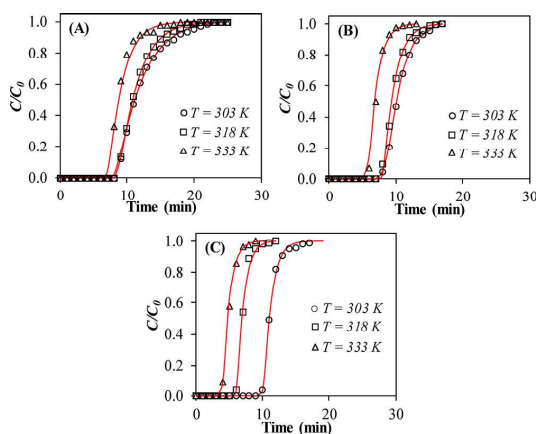 (A)
C/C0
1.0
0.8
0.6
0.4
0.2
0.0
T = 303 K
T = 318 K
T = 333 K
0 10 20 30
Time (min)
(B)
C/C0
1.0
0.8
0.6
0.4
0.2
0.0
T = 303 K
T = 318 K
T = 333 K
0 10 20 30
Time (min)
(C)
C/C0
1.0
0.8
0.6
0.4
0.2
0.0
T = 303 K
T = 318 K
T = 333 K
0 10 20 30
Time (min)